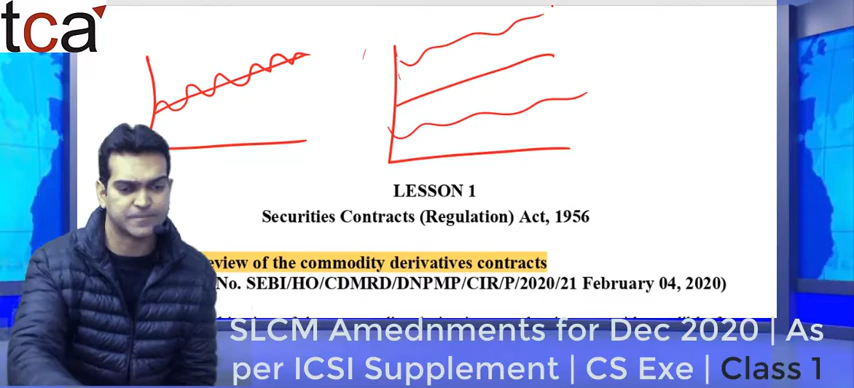 tca
LESSON 1
Securities Contracts (Regulation) Act, 1956
eview of the commodity derivatives contracts
No. SEBI/HO/CDMRD/DNPMP/CIR/P/2020/21 February 04, 2020)
SLCM Amednments for Dec 2020 | As
per ICSI Supplement | CS Exe | Class 1